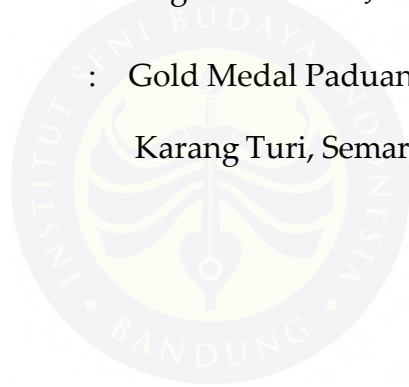 : Gold Medal Paduan
Karang Turi, Semar
INSTITUT SENI BUDAYA INDONESIA
BANDUNG